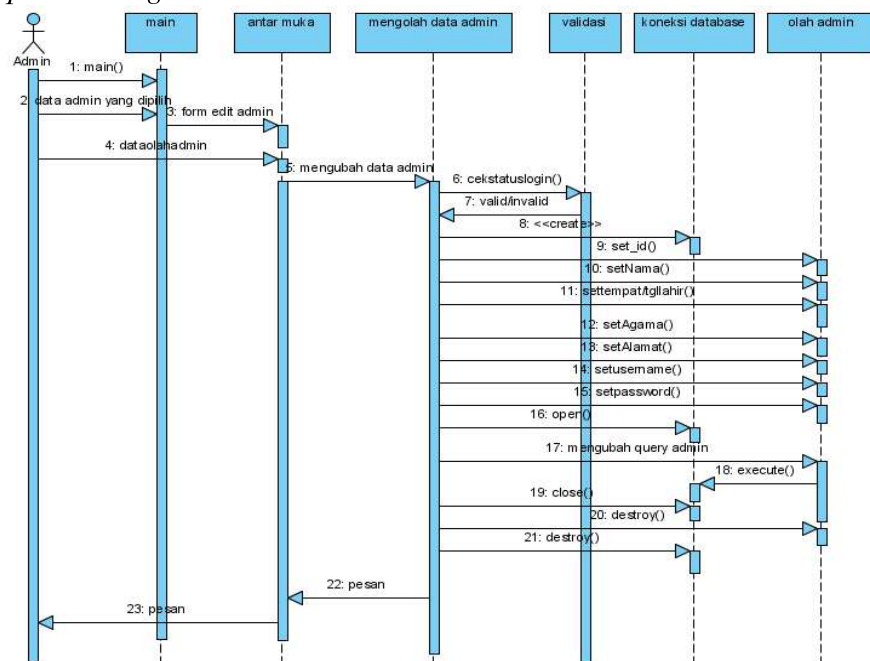 main
antar muka
mengolah data admin
validasi
koneksi database
olah admin
Admin
1: main()
2: data admin yang dipilih
3: form edit admin
4: dataolahadmin
5: mengubah data admin
6: cekstatuslogin()
7: valid/invalid
8: <<create>>
9: set_id()
10: setNama()
11: settempat/tgllahir()
12: setAgama()
13: setAlamat()
14: setusername()
15: setpassword()
16: open()
17: mengubah query admin
18: execute()
19: close()
20: destroy()
21: destroy()
22: pesan
23: pesan